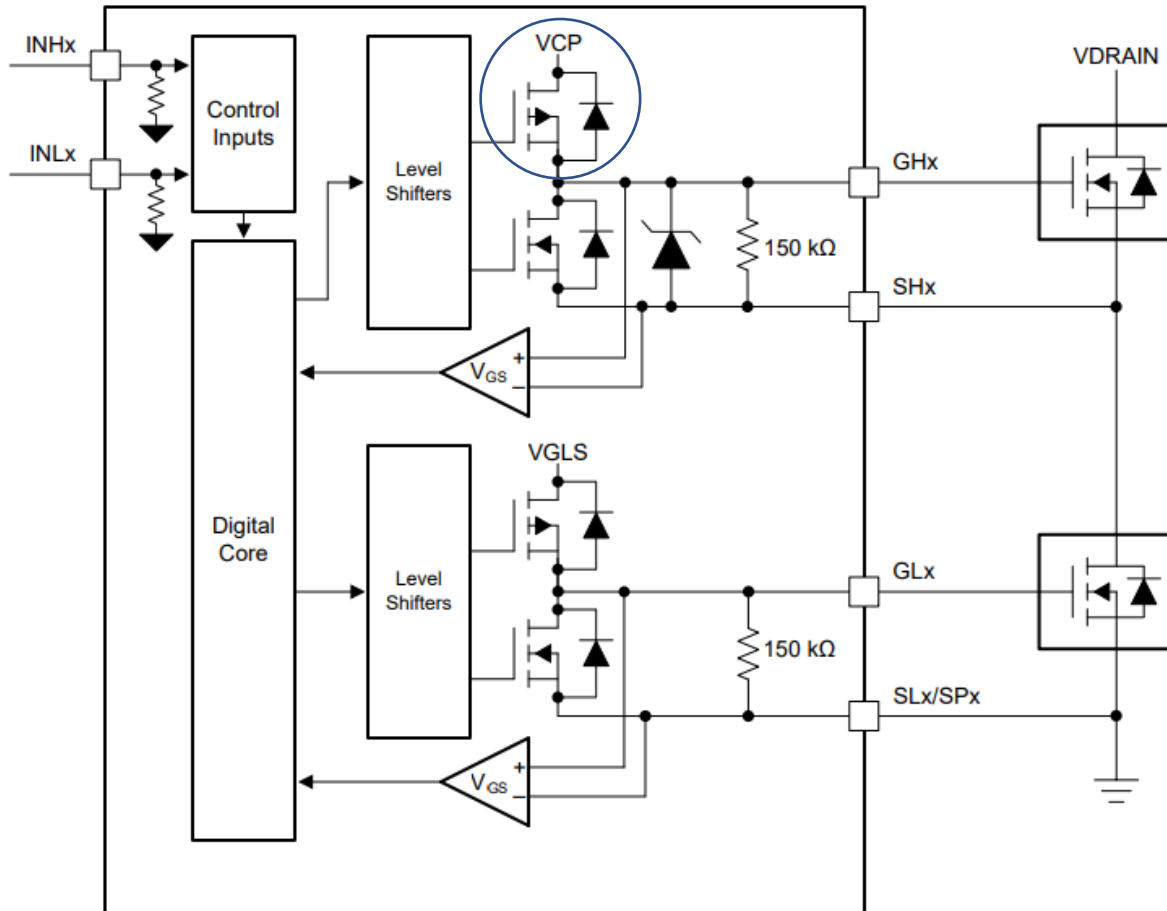 INHx
INLx
Control
Inputs
Digital
Core
Level
Shifters
VCP
150 kΩ
VGS
+
–
GHx
SHx
VDRAIN
Level
Shifters
VGLS
150 kΩ
VGS
+
–
GLx
SLx/SPx